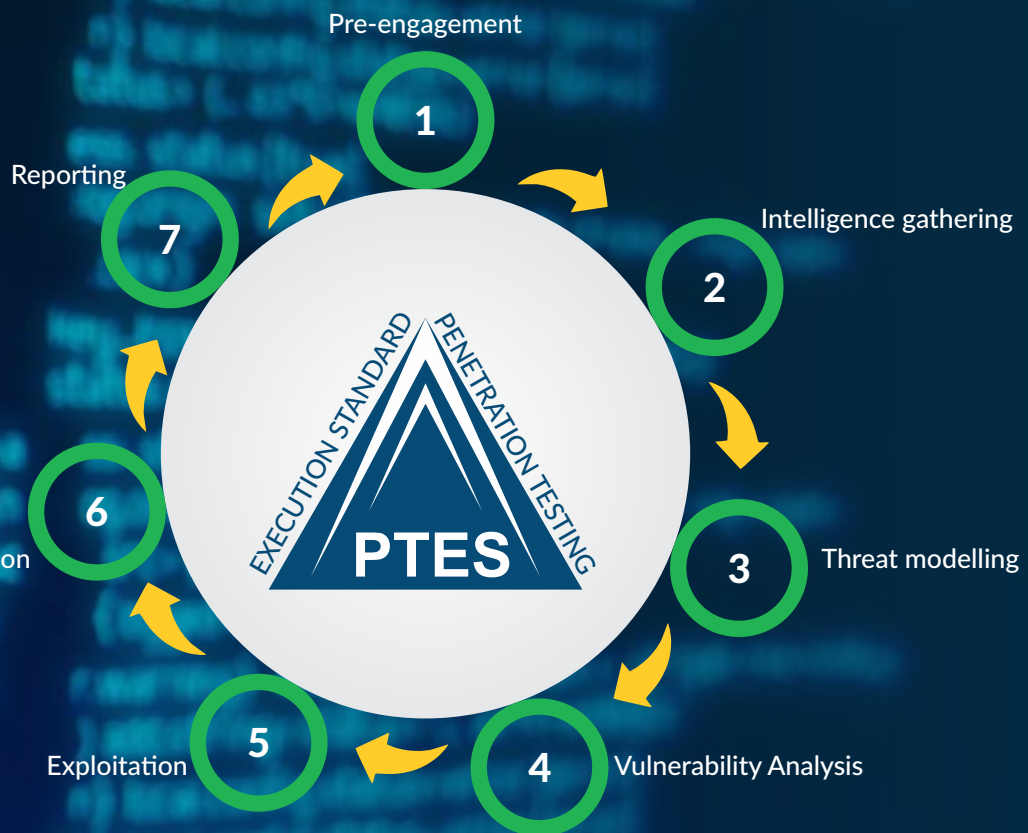 Pre-engagement
1
Intelligence gathering
2
Threat modelling
3
Vulnerability Analysis
4
Exploitation
5
on
6
Reporting
7
EXECUTION STANDARD
PENETRATION TESTING
PTES